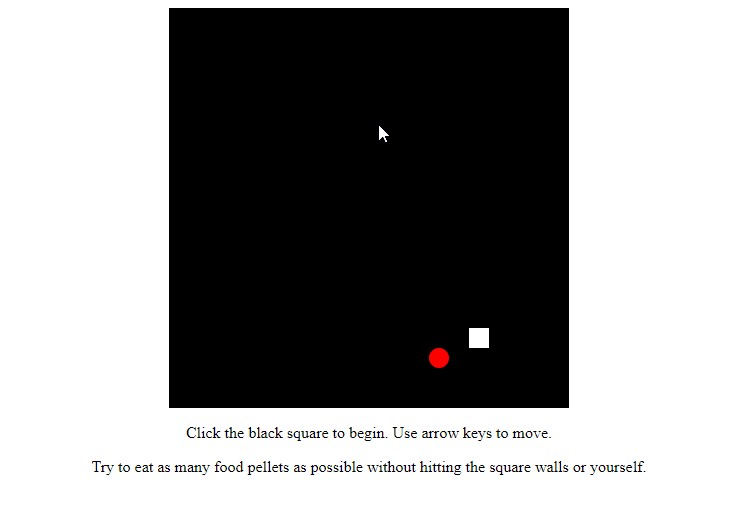 Click the black square to begin. Use arrow keys to move.
Try to eat as many food pellets as possible without hitting the square walls or yourself.